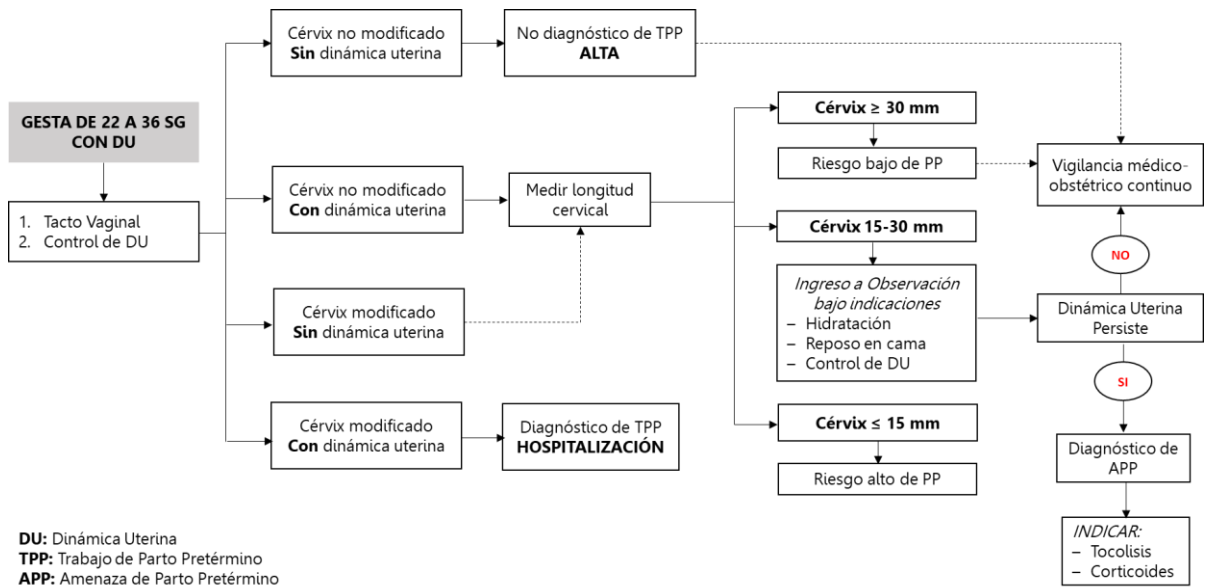 GESTA DE 22 A 36 SG
CON DU
1. Tacto Vaginal
2. Control de DU
Cérvix no modificado
Sin dinámica uterina
No diagnóstico de TPP
ALTA
Cérvix no modificado
Con dinámica uterina
Medir longitud
cervical
Cérvix modificado
Sin dinámica uterina
Cérvix modificado
Con dinámica uterina
Diagnóstico de TPP
HOSPITALIZACIÓN
Cérvix ≥ 30 mm
Riesgo bajo de PP
Cérvix 15-30 mm
Ingreso a Observación
bajo indicaciones
– Hidratación
– Reposo en cama
– Control de DU
Cérvix ≤ 15 mm
Riesgo alto de PP
Vigilancia médico-
obstétrico continuo
NO
Dinámica Uterina
Persiste
SI
Diagnóstico de
APP
INDICAR:
– Tocolisis
– Corticoides
DU: Dinámica Uterina
TPP: Trabajo de Parto Pretérmino
APP: Amenaza de Parto Pretérmino